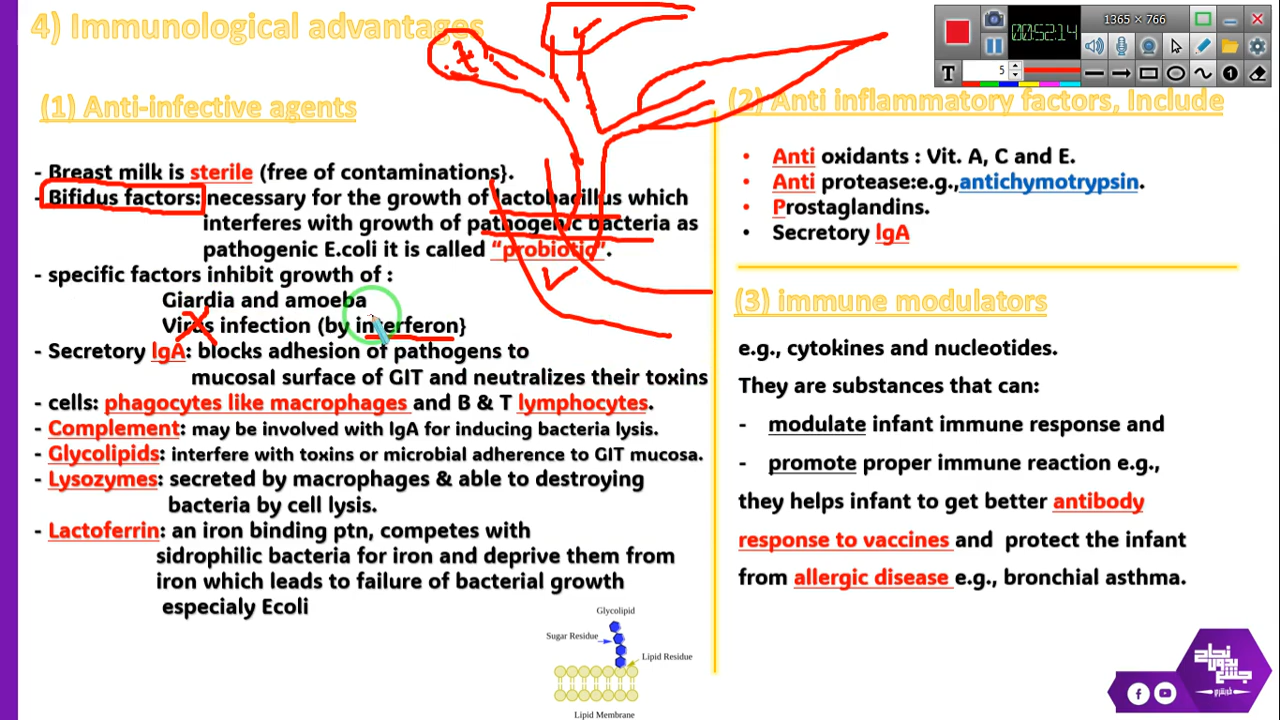 4) Immunological advantages
1365 x 766
00:52:14
T
5
(1) Anti-infective agents
- Breast milk is sterile (free of contaminations}.
- Bifidus factors: necessary for the growth of lactobacillus which
interferes with growth of pathogenic bacteria as
pathogenic E.coli it is called “probiotic”.
- specific factors inhibit growth of :
Giardia and amoeba
Virus infection (by interferon}
- Secretory lgA: blocks adhesion of pathogens to
mucosal surface of GIT and neutralizes their toxins
- cells: phagocytes like macrophages and B & T lymphocytes.
- Complement: may be involved with IgA for inducing bacteria lysis.
- Glycolipids: interfere with toxins or microbial adherence to GIT mucosa.
- Lysozymes: secreted by macrophages & able to destroying
bacteria by cell lysis.
- Lactoferrin: an iron binding ptn, competes with
sidrophilic bacteria for iron and deprive them from
iron which leads to failure of bacterial growth
especialy Ecoli
Glycolipid
Sugar Residue
Lipid Residue
Lipid Membrane
(2) Anti inflammatory factors, Include
• Anti oxidants : Vit. A, C and E.
• Anti protease:e.g.,antichymotrypsin.
• Prostaglandins.
• Secretory lgA
(3) immune modulators
e.g., cytokines and nucleotides.
They are substances that can:
- modulate infant immune response and
- promote proper immune reaction e.g.,
they helps infant to get better antibody
response to vaccines and protect the infant
from allergic disease e.g., bronchial asthma.